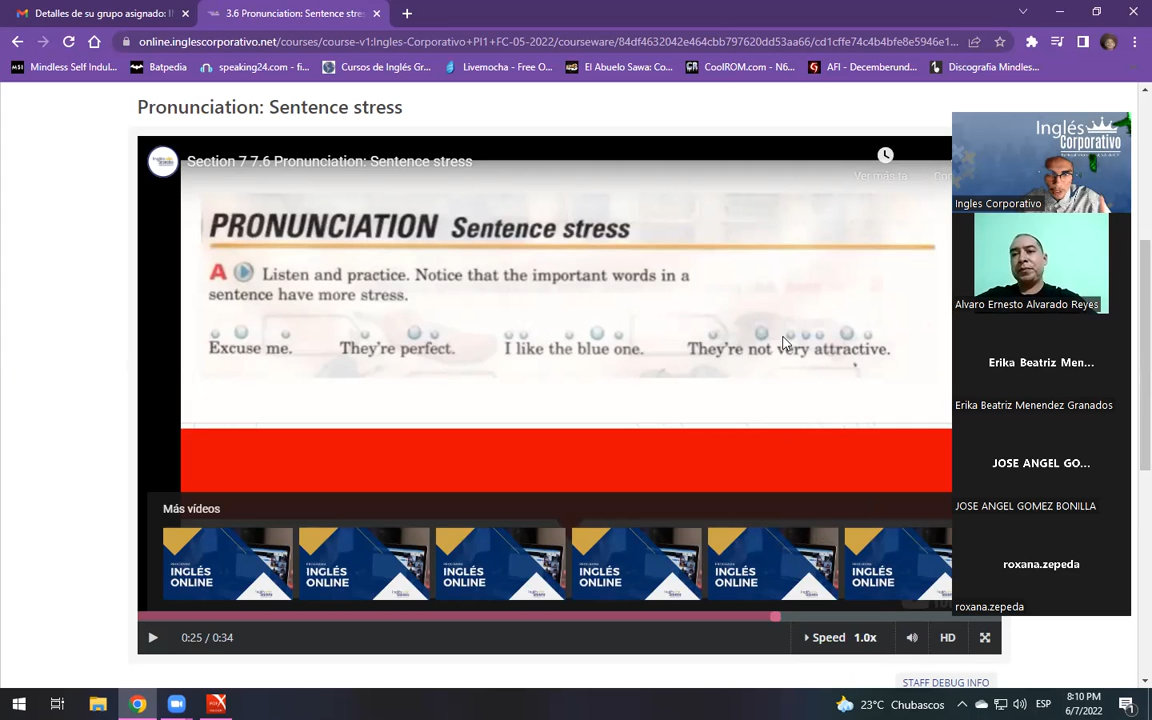 Detalles de su grupo asignado: I
3.6 Pronunciation: Sentence stres
online.inglescorporativo.net/courses/course-v1:Ingles-Corporativo+PI1+FC-05-2022/courseware/84df4632042e464cbb797620dd53aa66/cd1cffe74c4b4bfe8e5946e1...
Mindless Self Indul...
Batpedia
speaking24.com - fi...
Cursos de Inglés Gr...
Livemocha - Free O...
El Abuelo Sawa: Co...
CoolROM.com - N6...
AFI - Decemberund...
Discografia Mindles...
Pronunciation: Sentence stress
Section 7 7.6 Pronunciation: Sentence stress
Ver más ta
PRONUNCIATION Sentence stress
A Listen and practice. Notice that the important words in a
sentence have more stress.
Excuse me. They're perfect. I like the blue one. They're not very attractive.
Inglés
Corporativo
Ingles Corporativo
Alvaro Ernesto Alvarado Reyes
Erika Beatriz Men...
Erika Beatriz Menendez Granados
JOSE ANGEL GO...
JOSE ANGEL GOMEZ BONILLA
roxana.zepeda
roxana.zepeda
Más vídeos
INGLÉS ONLINE
INGLÉS ONLINE
INGLÉS ONLINE
INGLÉS ONLINE
INGLÉS ONLINE
INGLÉS ONLINE
0:25 / 0:34
Speed 1.0x
HD
STAFF DEBUG INFO
23°C Chubascos
ESP
8:10 PM
6/7/2022
1